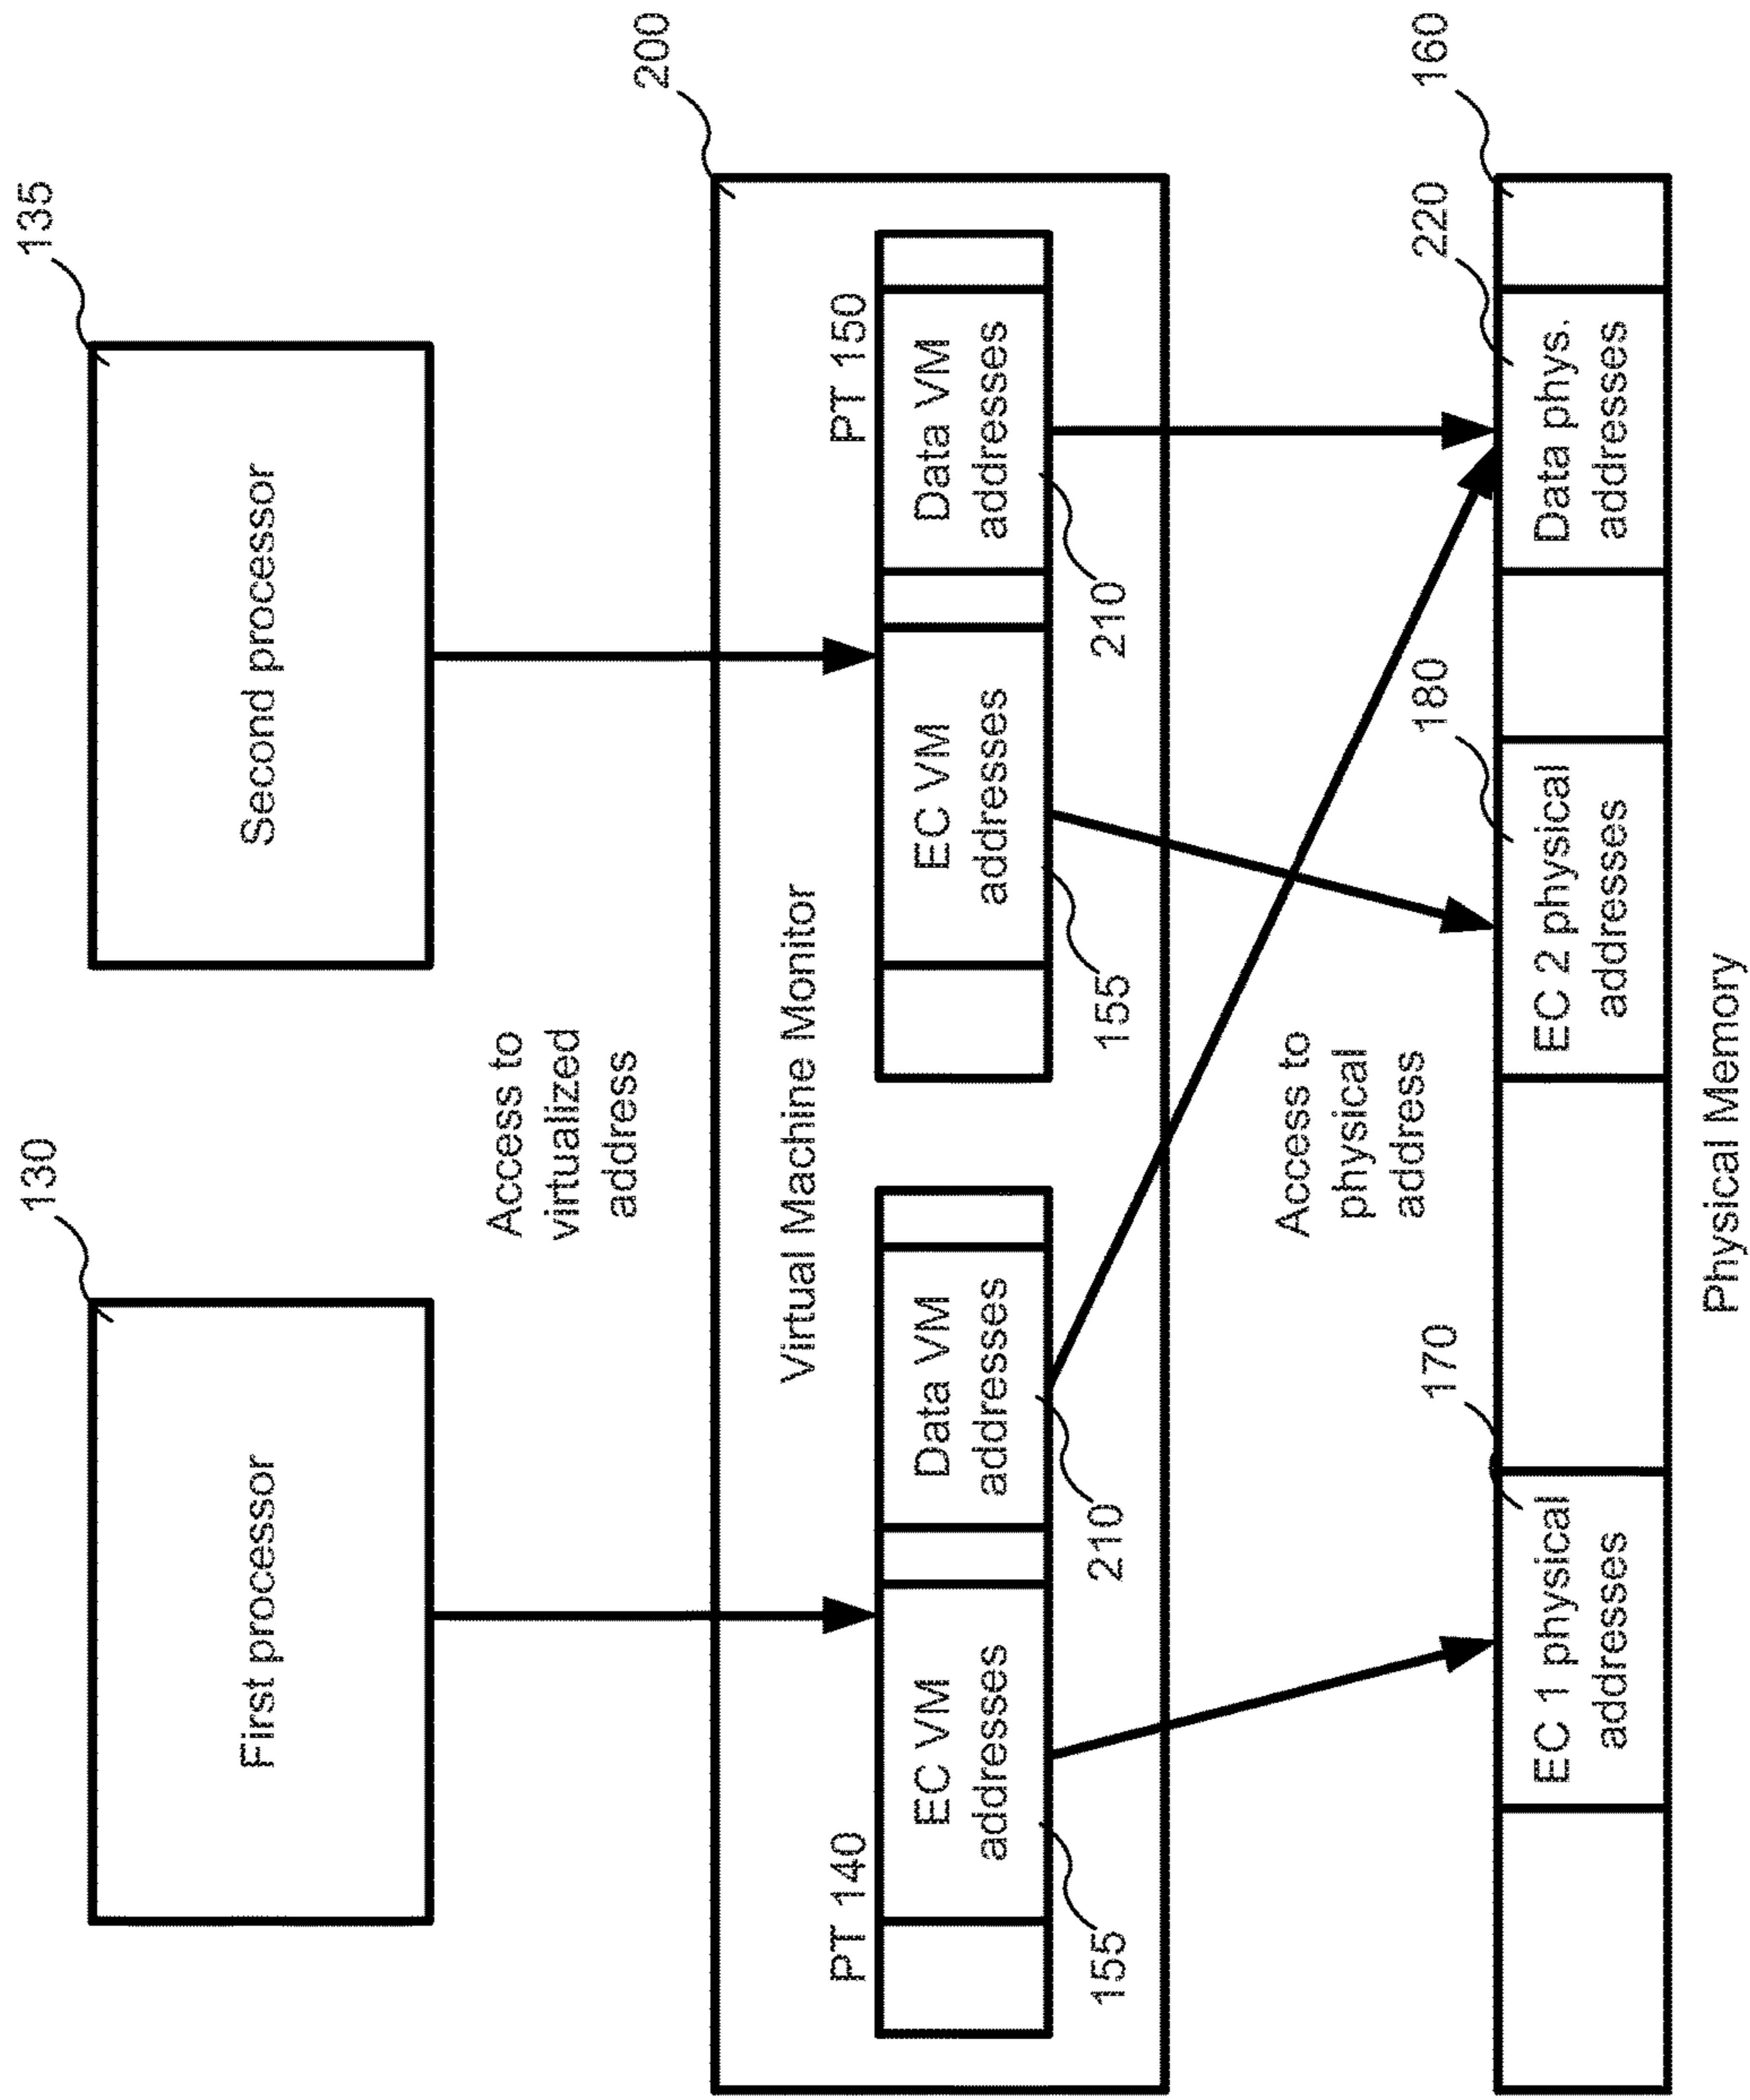 130
135
First processor
Second processor
Access to
virtualized
address
200
Virtual Machine Monitor
PT 140
PT 150
EC VM
addresses
Data VM
addresses
EC VM
addresses
Data VM
addresses
155
210
155
210
Access to
physical
address
170
180
220
160
EC 1 physical
addresses
EC 2 physical
addresses
Data phys.
addresses
Physical Memory